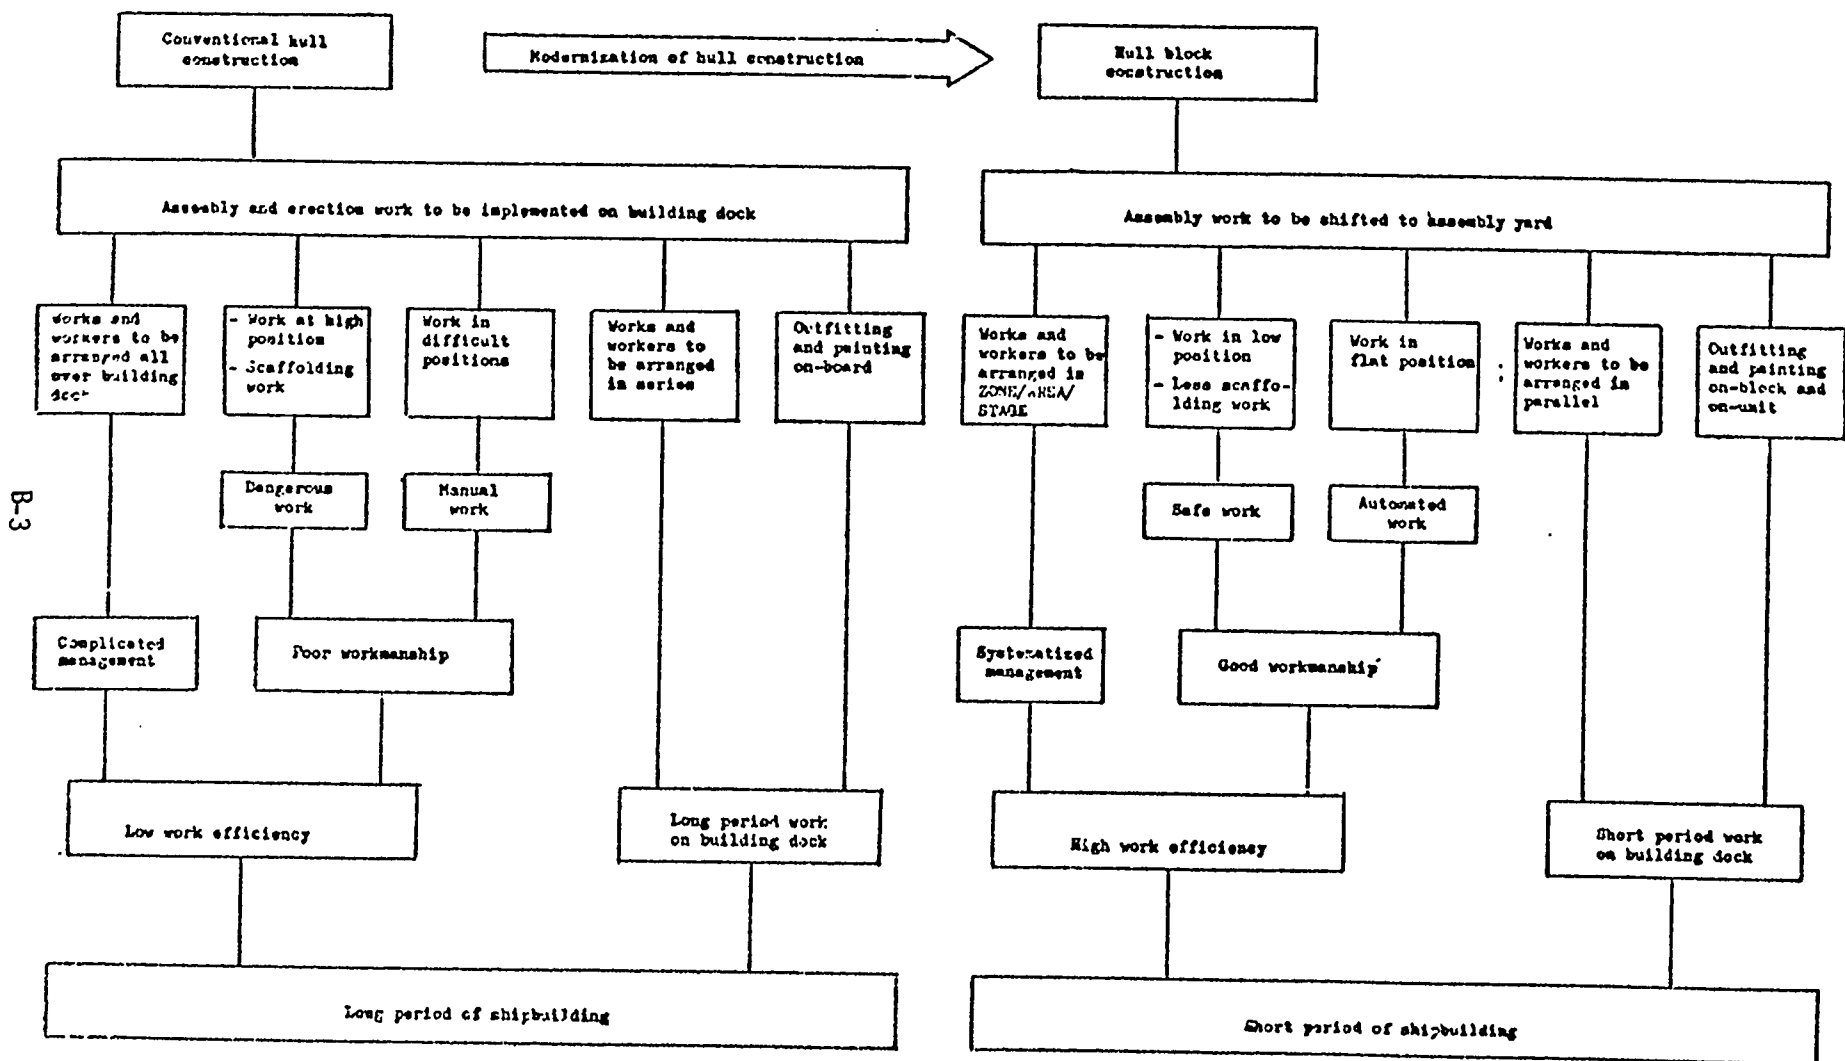 Conventional hull
construction
Modernization of hull construction
Hull block
construction
Assembly and erection work to be implemented on building dock
Assembly work to be shifted to assembly yard
Works and
workers to be
arranged all
over building
dock
- Work at high
position
- Scaffolding
work
Work in
difficult
positions
Works and
workers to
be arranged
in series
Outfitting
and painting
on-board
Works and
workers to be
arranged in
ZONE/AREA/
STAGE
- Work in low
position
- Less scaffo-
lding work
Work in
flat position
Works and
workers to be
arranged in
parallel
Outfitting
and painting
on-block and
on-unit
Dangerous
work
Manual
work
Safe work
Automated
work
B-3
Complicated
management
Poor workmanship
Systematized
management
Good workmanship
Low work efficiency
Long period work
on building dock
High work efficiency
Short period work
on building dock
Long period of shipbuilding
Short period of shipbuilding